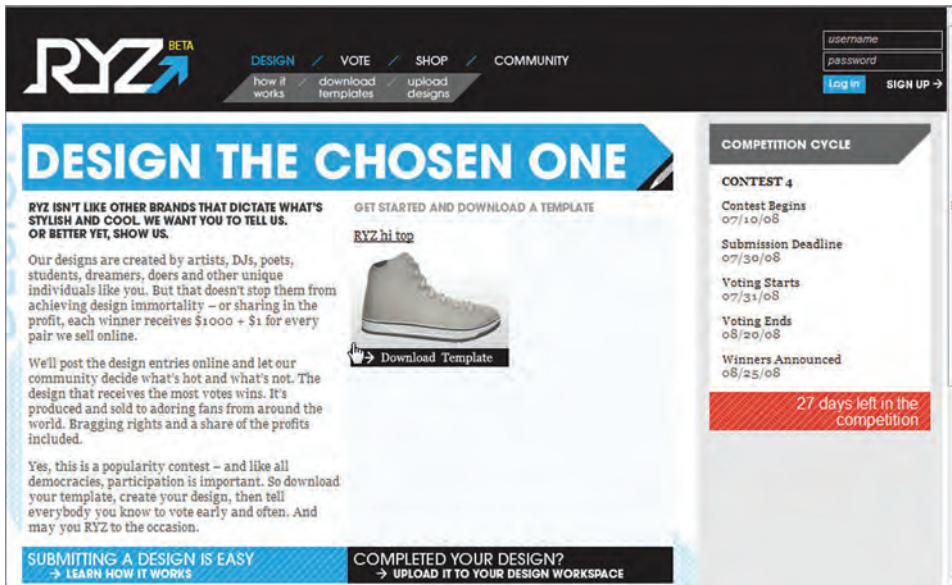 RYZ BETA
DESIGN / VOTE / SHOP / COMMUNITY
how it works / download templates / upload designs
username
password
Log in
SIGN UP →
DESIGN THE CHOSEN ONE
RYZ ISN'T LIKE OTHER BRANDS THAT DICTATE WHAT'S
STYLISH AND COOL. WE WANT YOU TO TELL US.
OR BETTER YET, SHOW US.
Our designs are created by artists, DJs, poets,
students, dreamers, doers and other unique
individuals like you. But that doesn't stop them from
achieving design immortality – or sharing in the
profit, each winner receives $1000 + $1 for every
pair we sell online.
We'll post the design entries online and let our
community decide what's hot and what's not. The
design that receives the most votes wins. It's
produced and sold to adoring fans from around the
world. Bragging rights and a share of the profits
included.
Yes, this is a popularity contest – and like all
democracies, participation is important. So download
your template, create your design, then tell
everybody you know to vote early and often. And
may you RYZ to the occasion.
GET STARTED AND DOWNLOAD A TEMPLATE
RYZ hi top
→ Download Template
SUBMITTING A DESIGN IS EASY
→ LEARN HOW IT WORKS
COMPLETED YOUR DESIGN?
→ UPLOAD IT TO YOUR DESIGN WORKSPACE
COMPETITION CYCLE
CONTEST 4
Contest Begins
07/10/08
Submission Deadline
07/30/08
Voting Starts
07/31/08
Voting Ends
08/20/08
Winners Announced
08/25/08
27 days left in the
competition